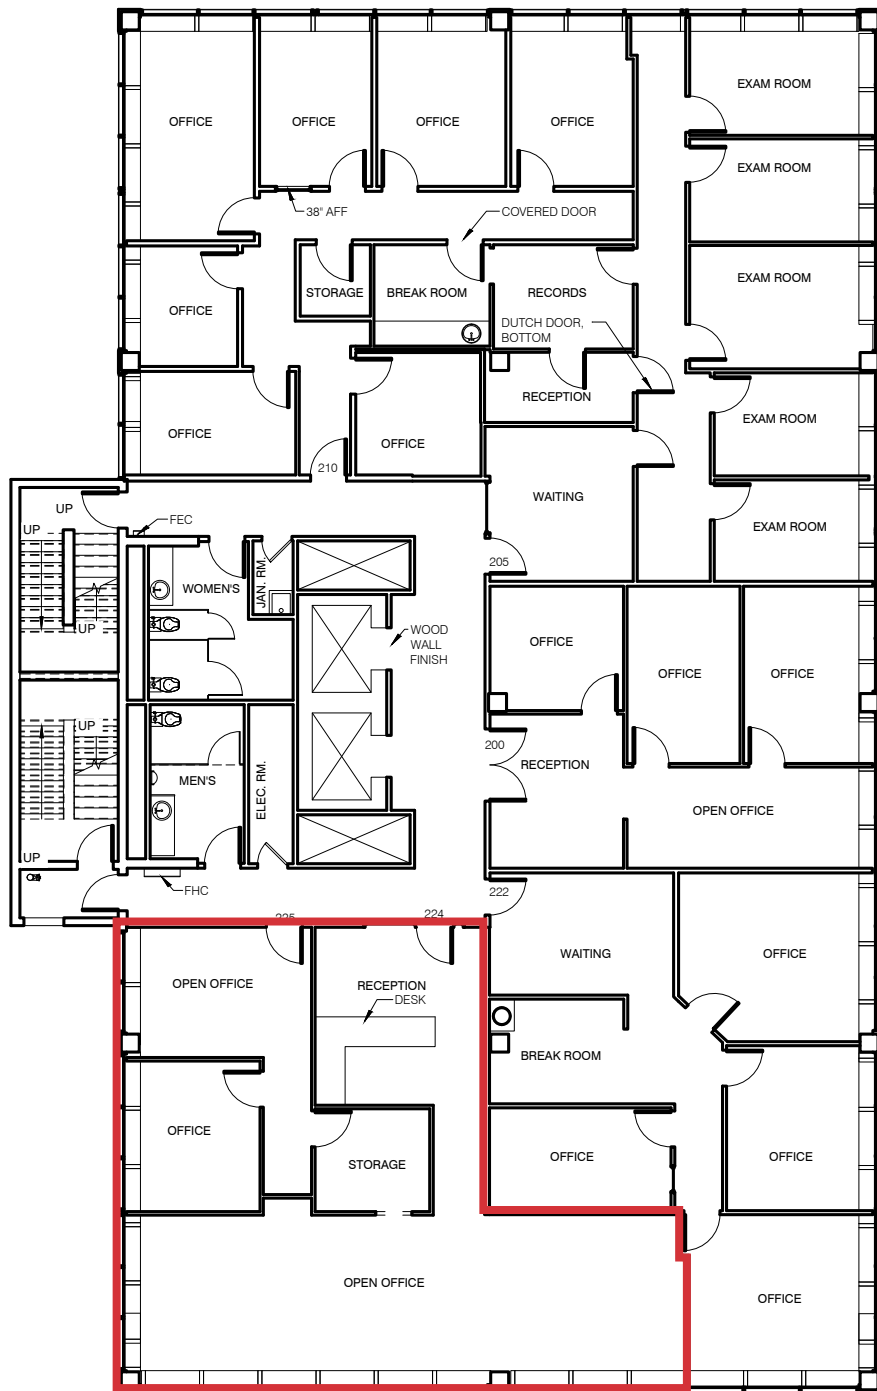 EXAM ROOM
OFFICE
OFFICE
OFFICE
OFFICE
EXAM ROOM
38" AFF
COVERED DOOR
EXAM ROOM
STORAGE
BREAK ROOM
RECORDS
OFFICE
DUTCH DOOR,
BOTTOM
RECEPTION
EXAM ROOM
OFFICE
OFFICE
210
WAITING
UP
FEC
UP
EXAM ROOM
205
JAN. RM.
WOMEN'S
UP
WOOD
WALL
FINISH
OFFICE
OFFICE
OFFICE
UP
200
RECEPTION
MEN'S
ELEC. RM.
OPEN OFFICE
UP
FHC
222
225
224
WAITING
OFFICE
OPEN OFFICE
RECEPTION
DESK
BREAK ROOM
OFFICE
OFFICE
OFFICE
STORAGE
OPEN OFFICE
OFFICE